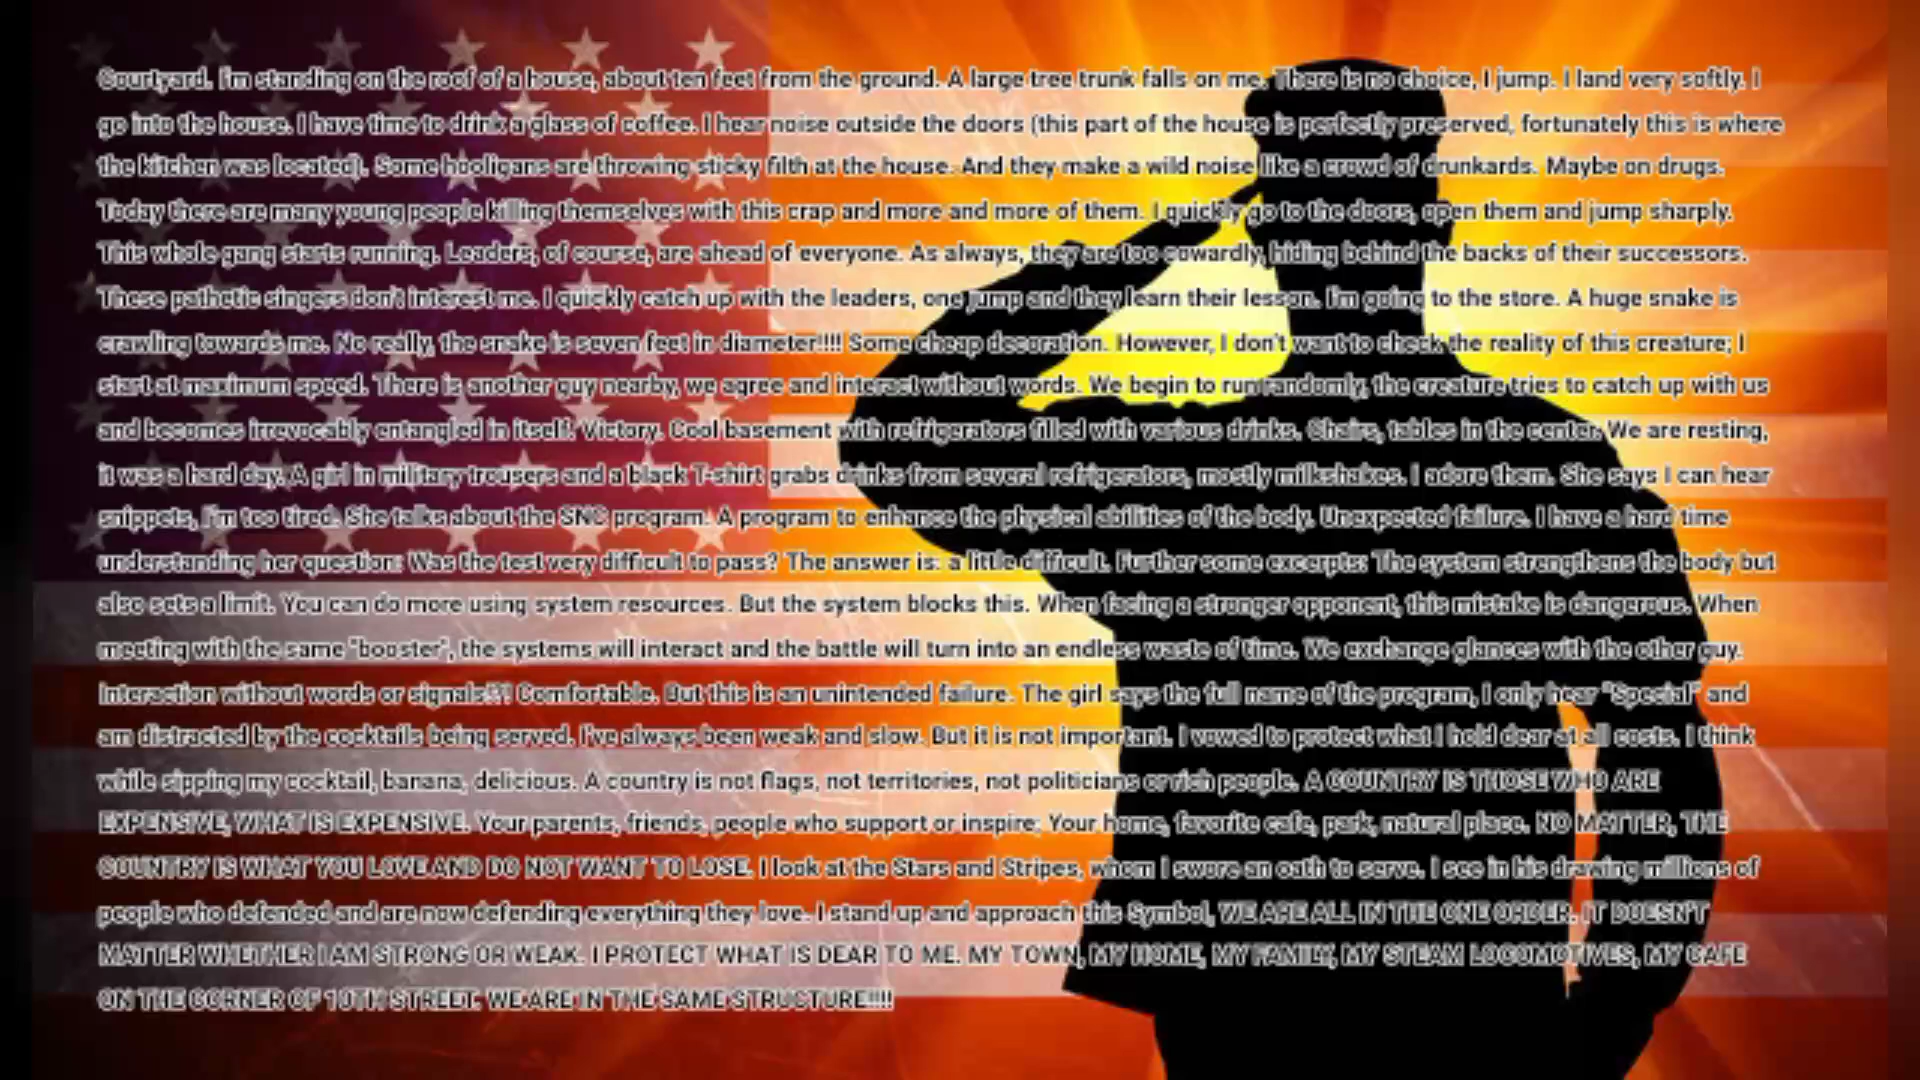 Courtyard. I'm standing on the roof of a house, about ten feet from the ground. A large tree trunk falls on me. There is no choice, I jump. I land very softly. I
go into the house. I have time to drink a glass of coffee. I hear noise outside the doors (this part of the house is perfectly preserved, fortunately this is where
the kitchen was located). Some hooligans are throwing sticky filth at the house. And they make a wild noise like a crowd of drunkards. Maybe on drugs.
Today there are many young people killing themselves with this crap and more and more of them. I quickly go to the doors, open them and jump sharply.
This whole gang starts running. Leaders, of course, are ahead of everyone. As always, they are too cowardly, hiding behind the backs of their successors.
These pathetic singers don't interest me. I quickly catch up with the leaders, one jump and they learn their lesson. I'm going to the store. A huge snake is
crawling towards me. No really, the snake is seven feet in diameter!!!! Some cheap decoration. However, I don't want to check the reality of this creature; I
start at maximum speed. There is another guy nearby, we agree and interact without words. We begin to run randomly, the creature tries to catch up with us
and becomes irrevocably entangled in itself. Victory. Cool basement with refrigerators filled with various drinks. Chairs, tables in the center. We are resting,
it was a hard day. A girl in military trousers and a black T-shirt grabs drinks from several refrigerators, mostly milkshakes. I adore them. She says I can hear
snippets, I'm too tired. She talks about the SNC program. A program to enhance the physical abilities of the body. Unexpected failure. I have a hard time
understanding her question: Was the test very difficult to pass? The answer is: a little difficult. Further some excerpts: The system strengthens the body but
also sets a limit. You can do more using system resources. But the system blocks this. When facing a stronger opponent, this mistake is dangerous. When
meeting with the same "booster", the systems will interact and the battle will turn into an endless waste of time. We exchange glances with the other guy.
Interaction without words or signals?! Comfortable. But this is an unintended failure. The girl says the full name of the program, I only hear "Special" and
am distracted by the cocktails being served. I've always been weak and slow. But it is not important. I vowed to protect what I hold dear at all costs. I think
while sipping my cocktail, banana, delicious. A country is not flags, not territories, not politicians or rich people. A COUNTRY IS THOSE WHO ARE
EXPENSIVE, WHAT IS EXPENSIVE. Your parents, friends, people who support or inspire; Your home, favorite cafe, park, natural place. NO MATTER, THE
COUNTRY IS WHAT YOU LOVE AND DO NOT WANT TO LOSE. I look at the Stars and Stripes, whom I swore an oath to serve. I see in his drawing millions of
people who defended and are now defending everything they love. I stand up and approach this Symbol, WE ARE ALL IN THE ONE ORDER. IT DOESN'T
MATTER WHETHER I AM STRONG OR WEAK. I PROTECT WHAT IS DEAR TO ME. MY TOWN, MY HOME, MY FAMILY, MY STEAM LOCOMOTIVES, MY CAFE
ON THE CORNER OF 10TH STREET. WE ARE IN THE SAME STRUCTURE!!!!